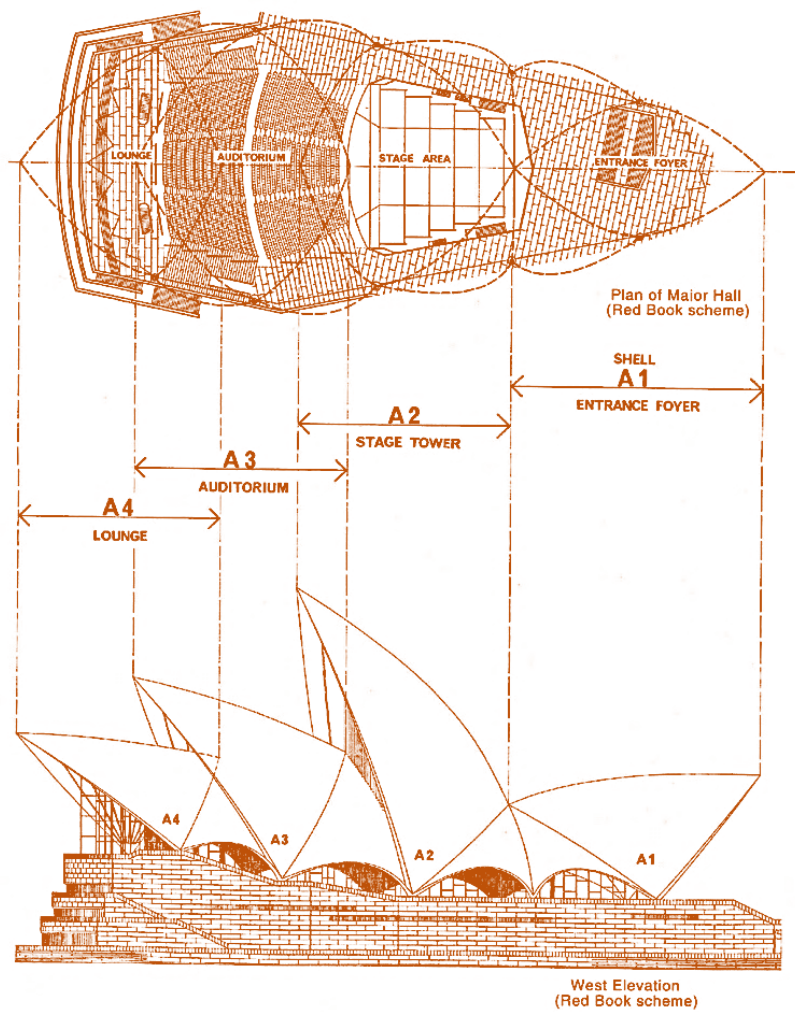 LOUNGE
AUDITORIUM
STAGE AREA
ENTRANCE FOYER
Plan of Major Hall
(Red Book scheme)
SHELL
A1
ENTRANCE FOYER
A2
STAGE TOWER
A3
AUDITORIUM
A4
LOUNGE
A4
A3
A2
A1
West Elevation
(Red Book scheme)